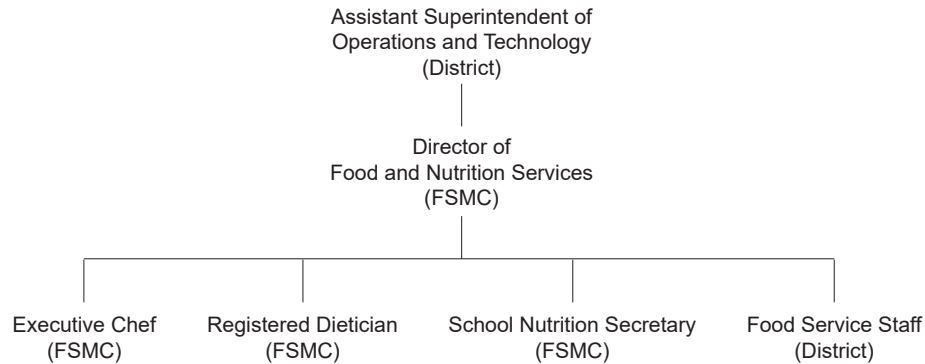 Assistant Superintendent of
Operations and Technology
(District)
Director of
Food and Nutrition Services
(FSMC)
Executive Chef
(FSMC)
Registered Dietician
(FSMC)
School Nutrition Secretary
(FSMC)
Food Service Staff
(District)